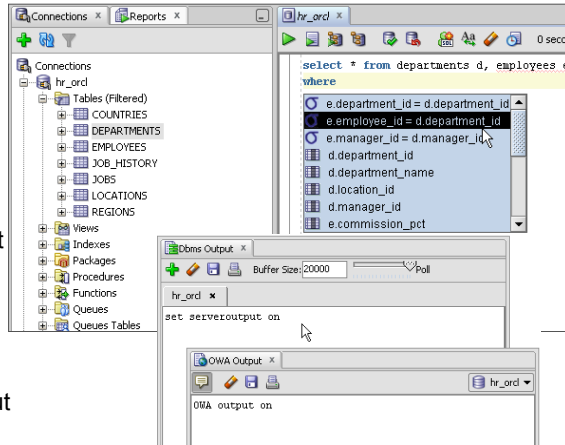 Connections
Reports
hr_orcl
Connections
hr_orcl
Tables (Filtered)
COUNTRIES
DEPARTMENTS
EMPLOYEES
JOB_HISTORY
JOBS
LOCATIONS
REGIONS
Views
Indexes
Packages
Procedures
Functions
Queues
Queues Tables
SQL
0 seco
select * from departments d, employees e
where
σ e.department_id = d.department_id
σ e.employee_id = d.department_id
σ e.manager_id = d.manager_id
d.department_id
d.department_name
d.location_id
d.manager_id
e.commission_pct
t
Dbms Output
Buffer Size: 20000
Poll
hr_orcl
set serveroutput on
OWA Output
hr_orcl
OWA output on
ut